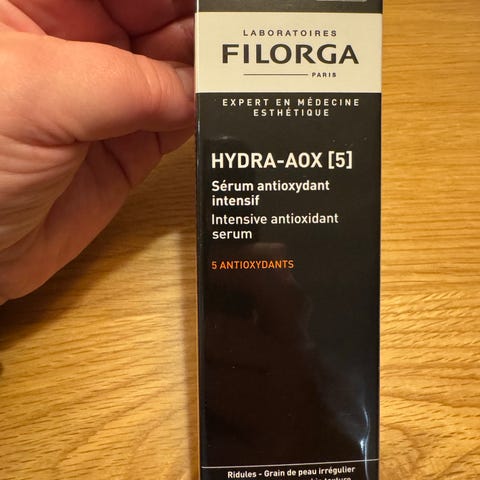 LABORATOIRES
FILORGA
PARIS
EXPERT EN MÉDECINE
ESTHÉTIQUE
HYDRA-AOX [5]
Sérum antioxydant
intensif
Intensive antioxidant
serum
5 ANTIOXYDANTS
Ridules - Grain de peau irrégulier
texture